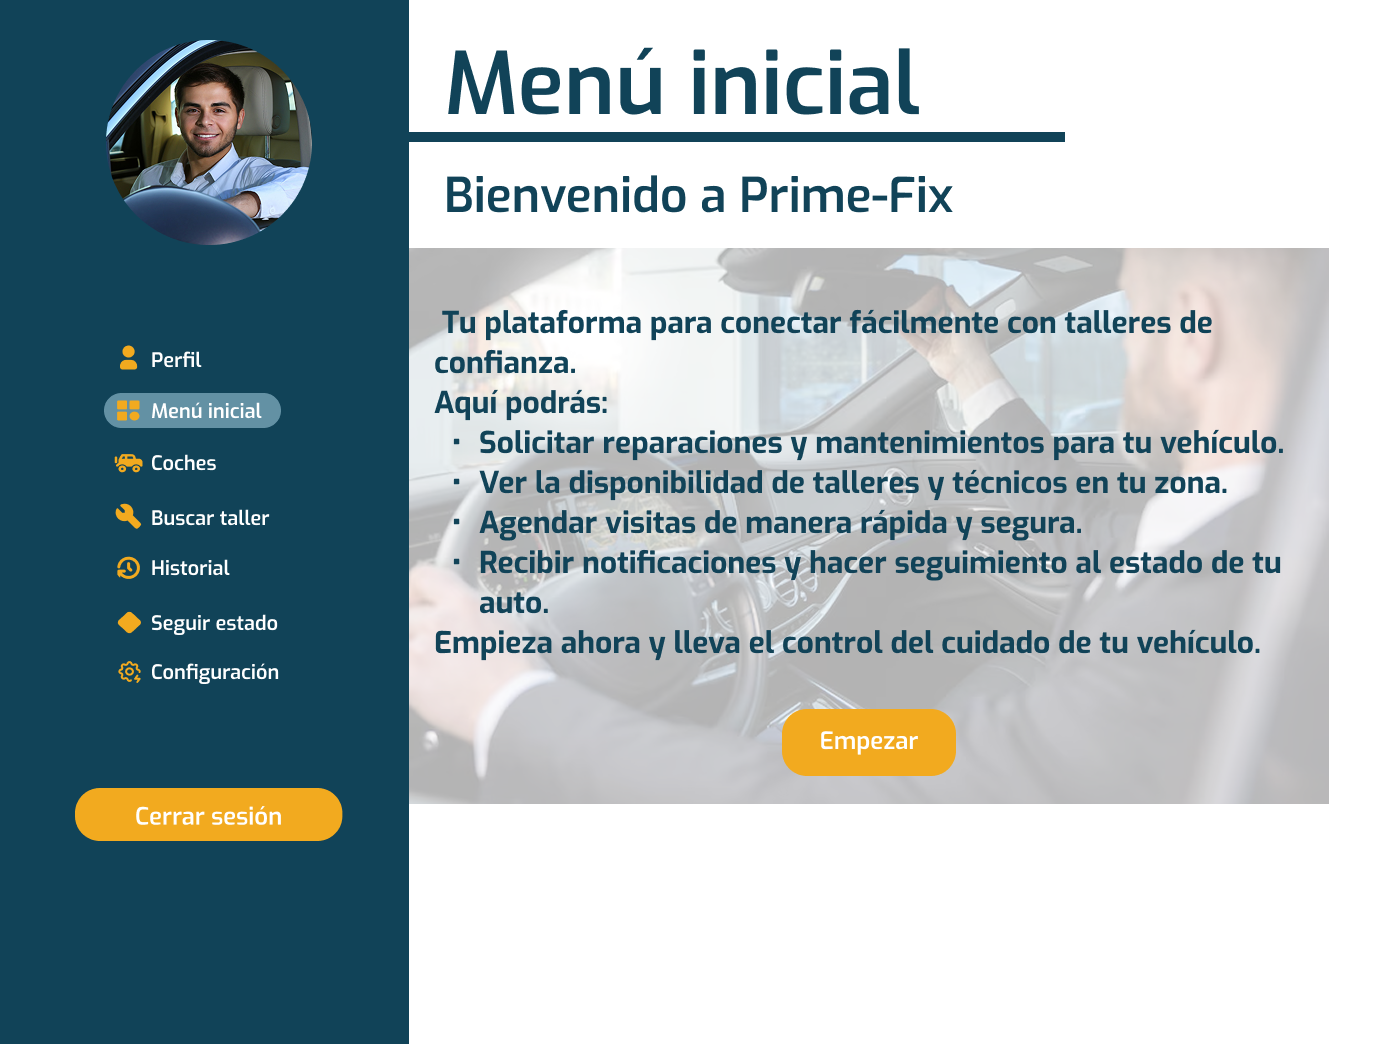 Menú inicial
Bienvenido a Prime-Fix
Perfil
Menú inicial
Coches
Buscar taller
Historial
Seguir estado
Configuración
Cerrar sesión
Tu plataforma para conectar fácilmente con talleres de
confianza.
Aquí podrás:
· Solicitar reparaciones y mantenimientos para tu vehículo.
· Ver la disponibilidad de talleres y técnicos en tu zona.
· Agendar visitas de manera rápida y segura.
· Recibir notificaciones y hacer seguimiento al estado de tu
auto.
Empieza ahora y lleva el control del cuidado de tu vehículo.
Empezar